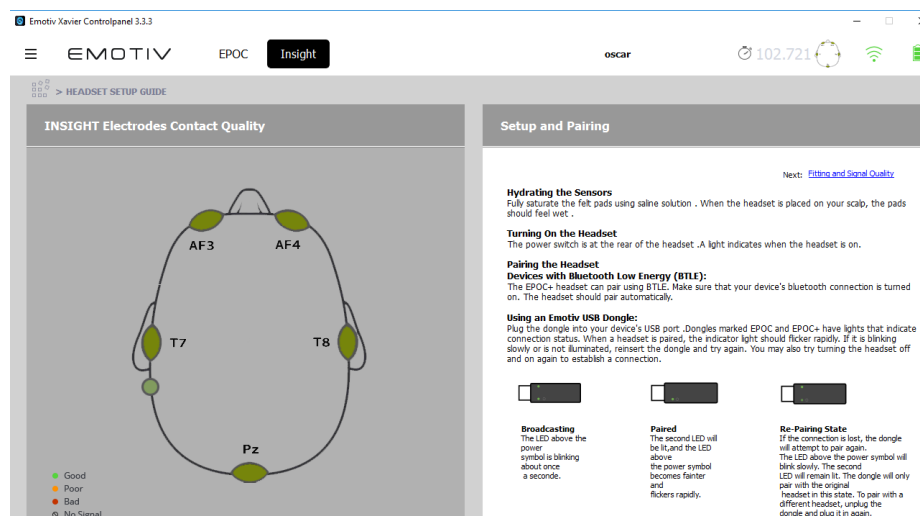 Emotiv Xavier Controlpanel 3.3.3
EMOTIV
EPOC
Insight
oscar
102.721
> HEADSET SETUP GUIDE
INSIGHT Electrodes Contact Quality
AF3
AF4
T7
T8
Pz
Good
Poor
Bad
No Signal
Setup and Pairing
Next: Fitting and Signal Quality
Hydrating the Sensors
Fully saturate the felt pads using saline solution . When the headset is placed on your scalp, the pads
should feel wet .
Turning On the Headset
The power switch is at the rear of the headset .A light indicates when the headset is on.
Pairing the Headset
Devices with Bluetooth Low Energy (BTLE):
The EPOC+ headset can pair using BTLE. Make sure that your device's bluetooth connection is turned
on. The headset should pair automatically.
Using an Emotiv USB Dongle:
Plug the dongle into your device's USB port .Dongles marked EPOC and EPOC+ have lights that indicate
connection status. When a headset is paired, the indicator light should flicker rapidly. If it is blinking
slowly or is not illuminated, reinsert the dongle and try again. You may also try turning the headset off
and on again to establish a connection.
Broadcasting
The LED above the
power
symbol is blinking
about once
a seconde.
Paired
The second LED will
be lit,and the LED
above
the power symbol
becomes fainter
and
flickers rapidly.
Re-Pairing State
If the connection is lost, the dongle
will attempt to pair again.
The LED above the power symbol will
blink slowly. The second
LED will remain lit. The dongle will only
pair with the original
headset in this state. To pair with a
different headset, unplug the
dongle and plug it in again.